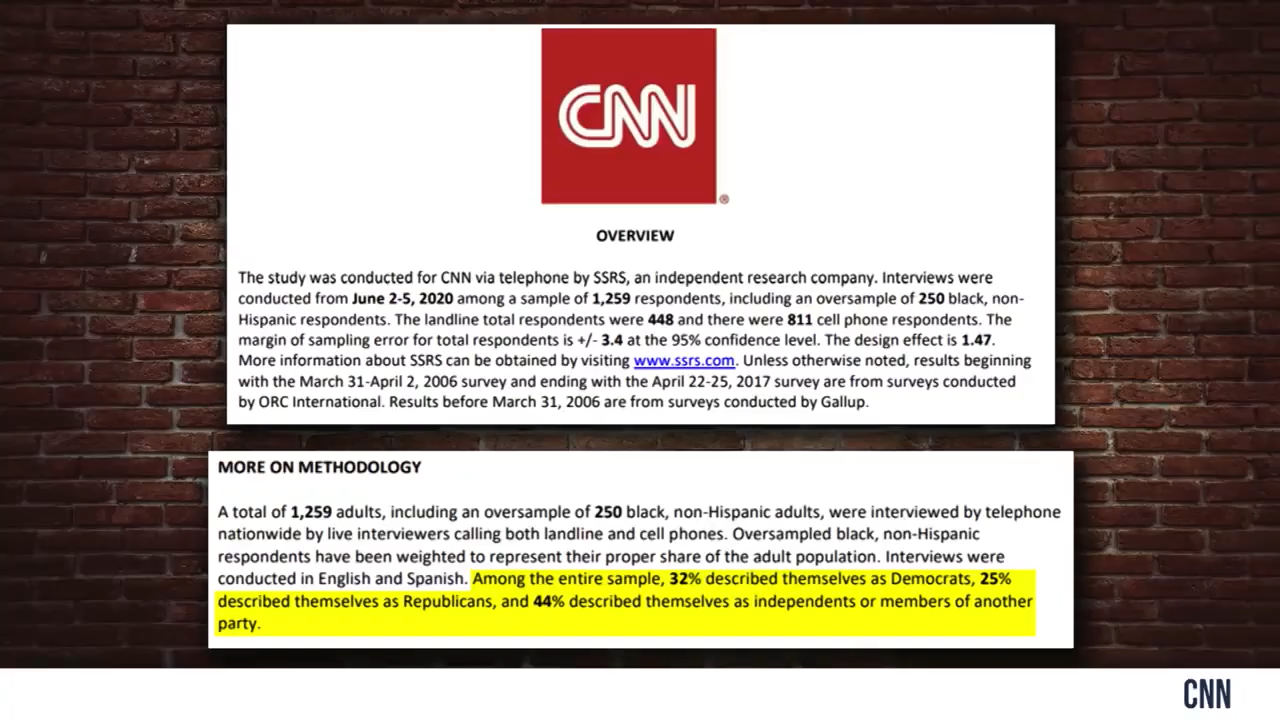 CNN
®
OVERVIEW
The study was conducted for CNN via telephone by SSRS, an independent research company. Interviews were
conducted from June 2-5, 2020 among a sample of 1,259 respondents, including an oversample of 250 black, non-
Hispanic respondents. The landline total respondents were 448 and there were 811 cell phone respondents. The
margin of sampling error for total respondents is +/- 3.4 at the 95% confidence level. The design effect is 1.47.
More information about SSRS can be obtained by visiting www.ssrs.com. Unless otherwise noted, results beginning
with the March 31-April 2, 2006 survey and ending with the April 22-25, 2017 survey are from surveys conducted
by ORC International. Results before March 31, 2006 are from surveys conducted by Gallup.
MORE ON METHODOLOGY
A total of 1,259 adults, including an oversample of 250 black, non-Hispanic adults, were interviewed by telephone
nationwide by live interviewers calling both landline and cell phones. Oversampled black, non-Hispanic
respondents have been weighted to represent their proper share of the adult population. Interviews were
conducted in English and Spanish. Among the entire sample, 32% described themselves as Democrats, 25%
described themselves as Republicans, and 44% described themselves as independents or members of another
party.
CNN